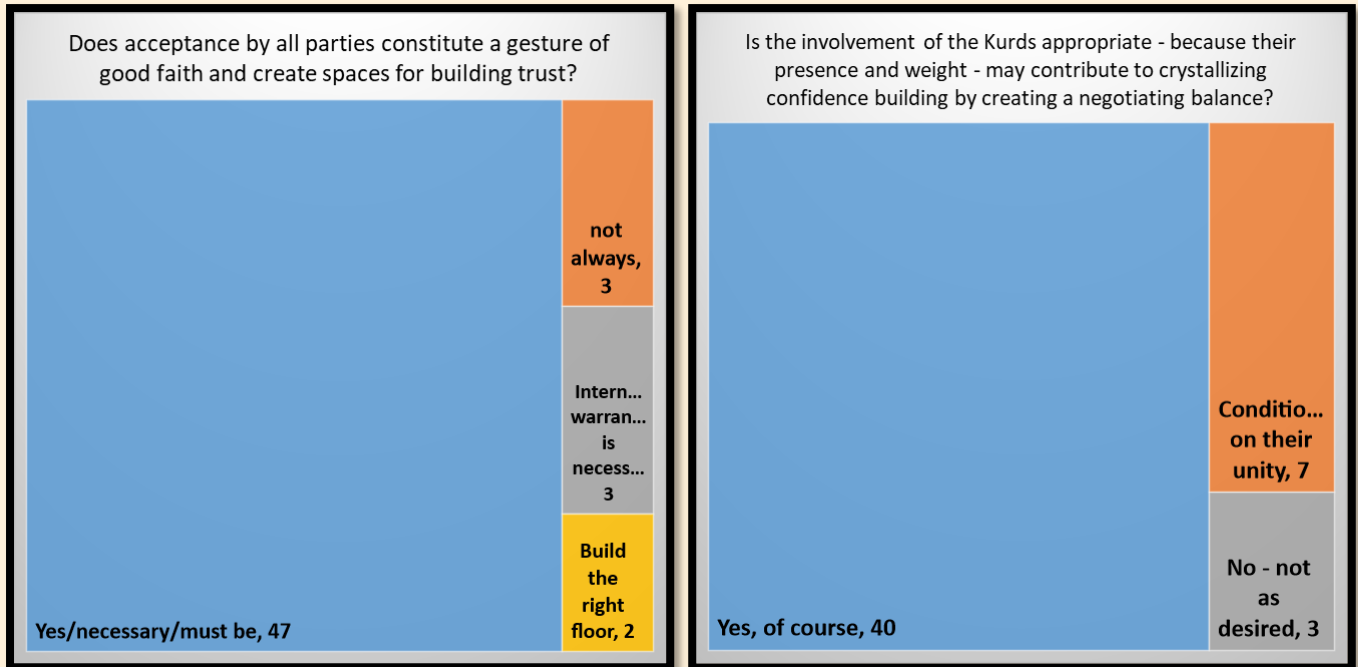 Does acceptance by all parties constitute a gesture of
good faith and create spaces for building trust?
not
always,
3
Intern...
warran...
is
necess...
3
Build
the
right
floor, 2
Yes/necessary/must be, 47
Is the involvement of the Kurds appropriate - because their
presence and weight - may contribute to crystallizing
confidence building by creating a negotiating balance?
Conditio...
on their
unity, 7
No - not
as
desired, 3
Yes, of course, 40